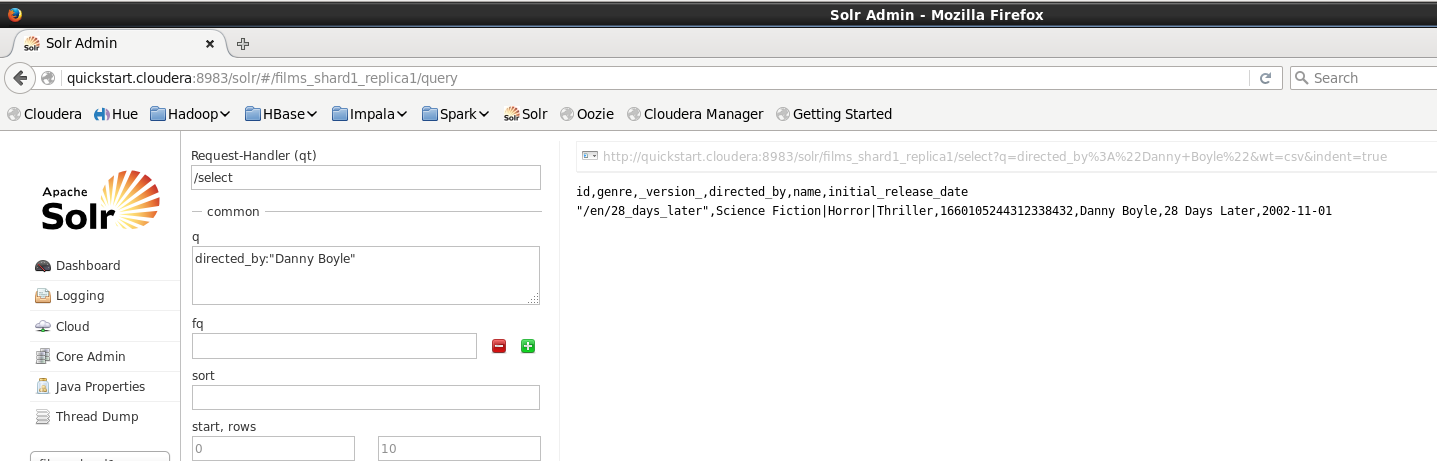 Solr Admin - Mozilla Firefox
Solr Admin
quickstart.cloudera:8983/solr/#/films_shard1_replica1/query
Search
Cloudera Hue Hadoop HBase Impala Spark Solr Oozie Cloudera Manager Getting Started
Apache
Solr
Dashboard
Logging
Cloud
Core Admin
Java Properties
Thread Dump
Request-Handler (qt)
/select
common
q
directed_by:"Danny Boyle"
fq
sort
start, rows
0 10
http://quickstart.cloudera:8983/solr/films_shard1_replica1/select?q=directed_by%3A%22Danny+Boyle%22&wt=csv&indent=true
id,genre,_version_,directed_by,name,initial_release_date
"/en/28_days_later",Science Fiction|Horror|Thriller,1660105244312338432,Danny Boyle,28 Days Later,2002-11-01